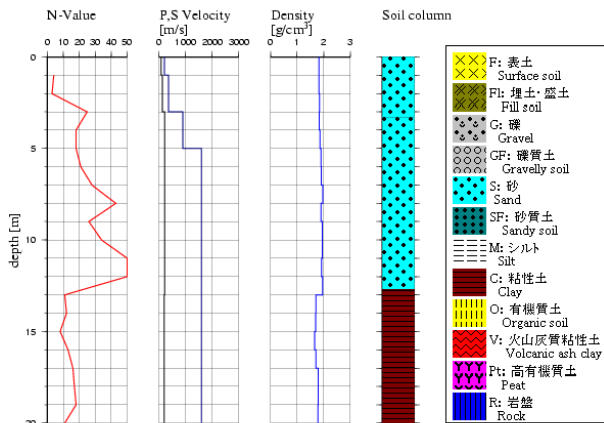 N-Value
P,S Velocity
[m/s]
Density
[g/cm³]
Soil column
0 10 20 30 40 50
0 1000 2000 3000
0 1 2 3
0
5
10
15
20
depth [m]
F: 表土
Surface soil
Fl: 埋土・盛土
Fill soil
G: 礫
Gravel
GF: 礫質土
Gravelly soil
S: 砂
Sand
SF: 砂質土
Sandy soil
M: シルト
Silt
C: 粘性土
Clay
O: 有機質土
Organic soil
V: 火山灰質粘性土
Volcanic ash clay
Pt: 高有機質土
Peat
R: 岩盤
Rock